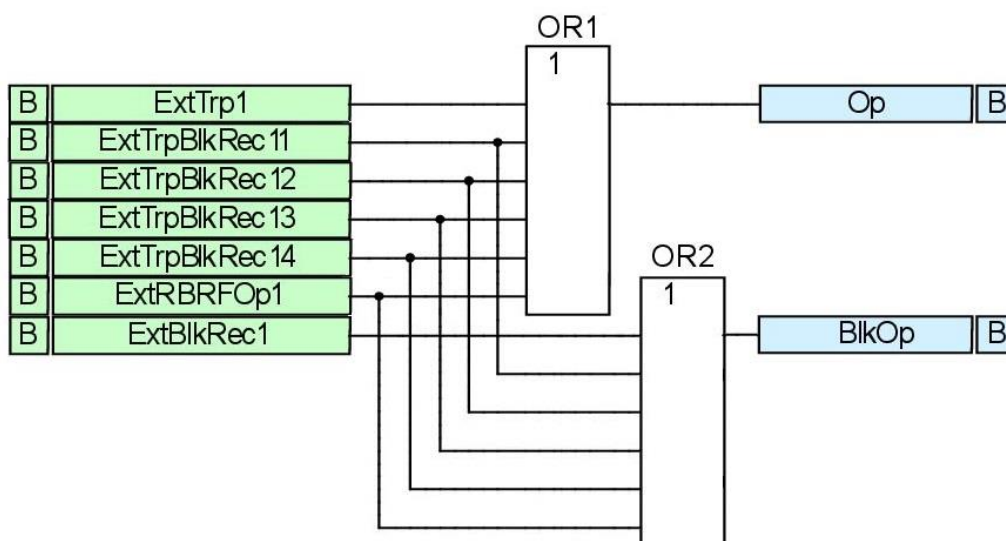 OR1
1
B ExtTrp1 Op B
B ExtTrpBlkRec11
B ExtTrpBlkRec12
B ExtTrpBlkRec13
B ExtTrpBlkRec14
OR2
1
B ExtRBRFOp1
B ExtBlkRec1 BlkOp B